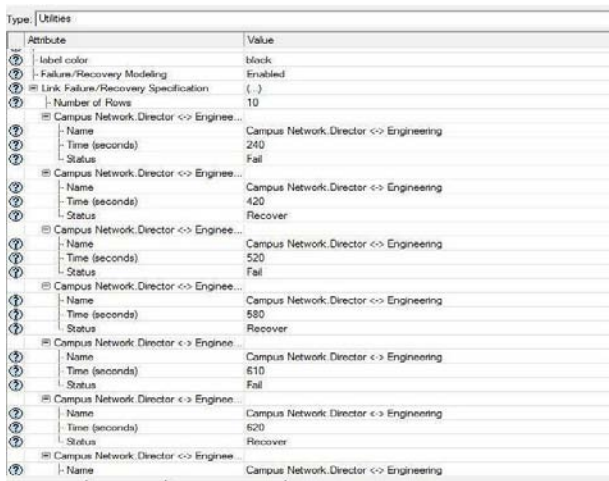 Type: Utilities
Attribute Value
label color black
Failure/Recovery Modeling Enabled
Link Failure/Recovery Specification (...)
Number of Rows 10
Campus Network.Director <-> Enginee...
Name Campus Network.Director <-> Engineering
Time (seconds) 240
Status Fail
Campus Network.Director <-> Enginee...
Name Campus Network.Director <-> Engineering
Time (seconds) 420
Status Recover
Campus Network.Director <-> Enginee...
Name Campus Network.Director <-> Engineering
Time (seconds) 520
Status Fail
Campus Network.Director <-> Enginee...
Name Campus Network.Director <-> Engineering
Time (seconds) 580
Status Recover
Campus Network.Director <-> Enginee...
Name Campus Network.Director <-> Engineering
Time (seconds) 610
Status Fail
Campus Network.Director <-> Enginee...
Name Campus Network.Director <-> Engineering
Time (seconds) 620
Status Recover
Campus Network.Director <-> Enginee...
Name Campus Network.Director <-> Engineering